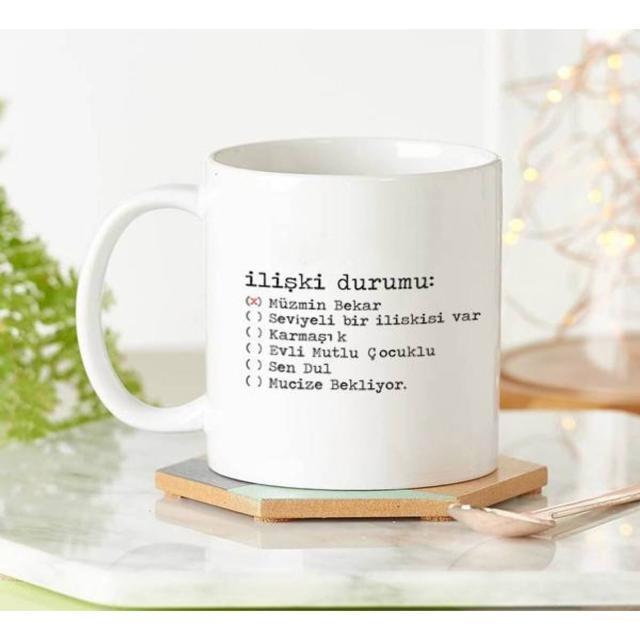 ilişki durumu:
(x) Müzmin Bekar
( ) Seviyeli bir iliskisi var
( ) Karmaşık
( ) Evli Mutlu Çocuklu
( ) Sen Dul
( ) Mucize Bekliyor.